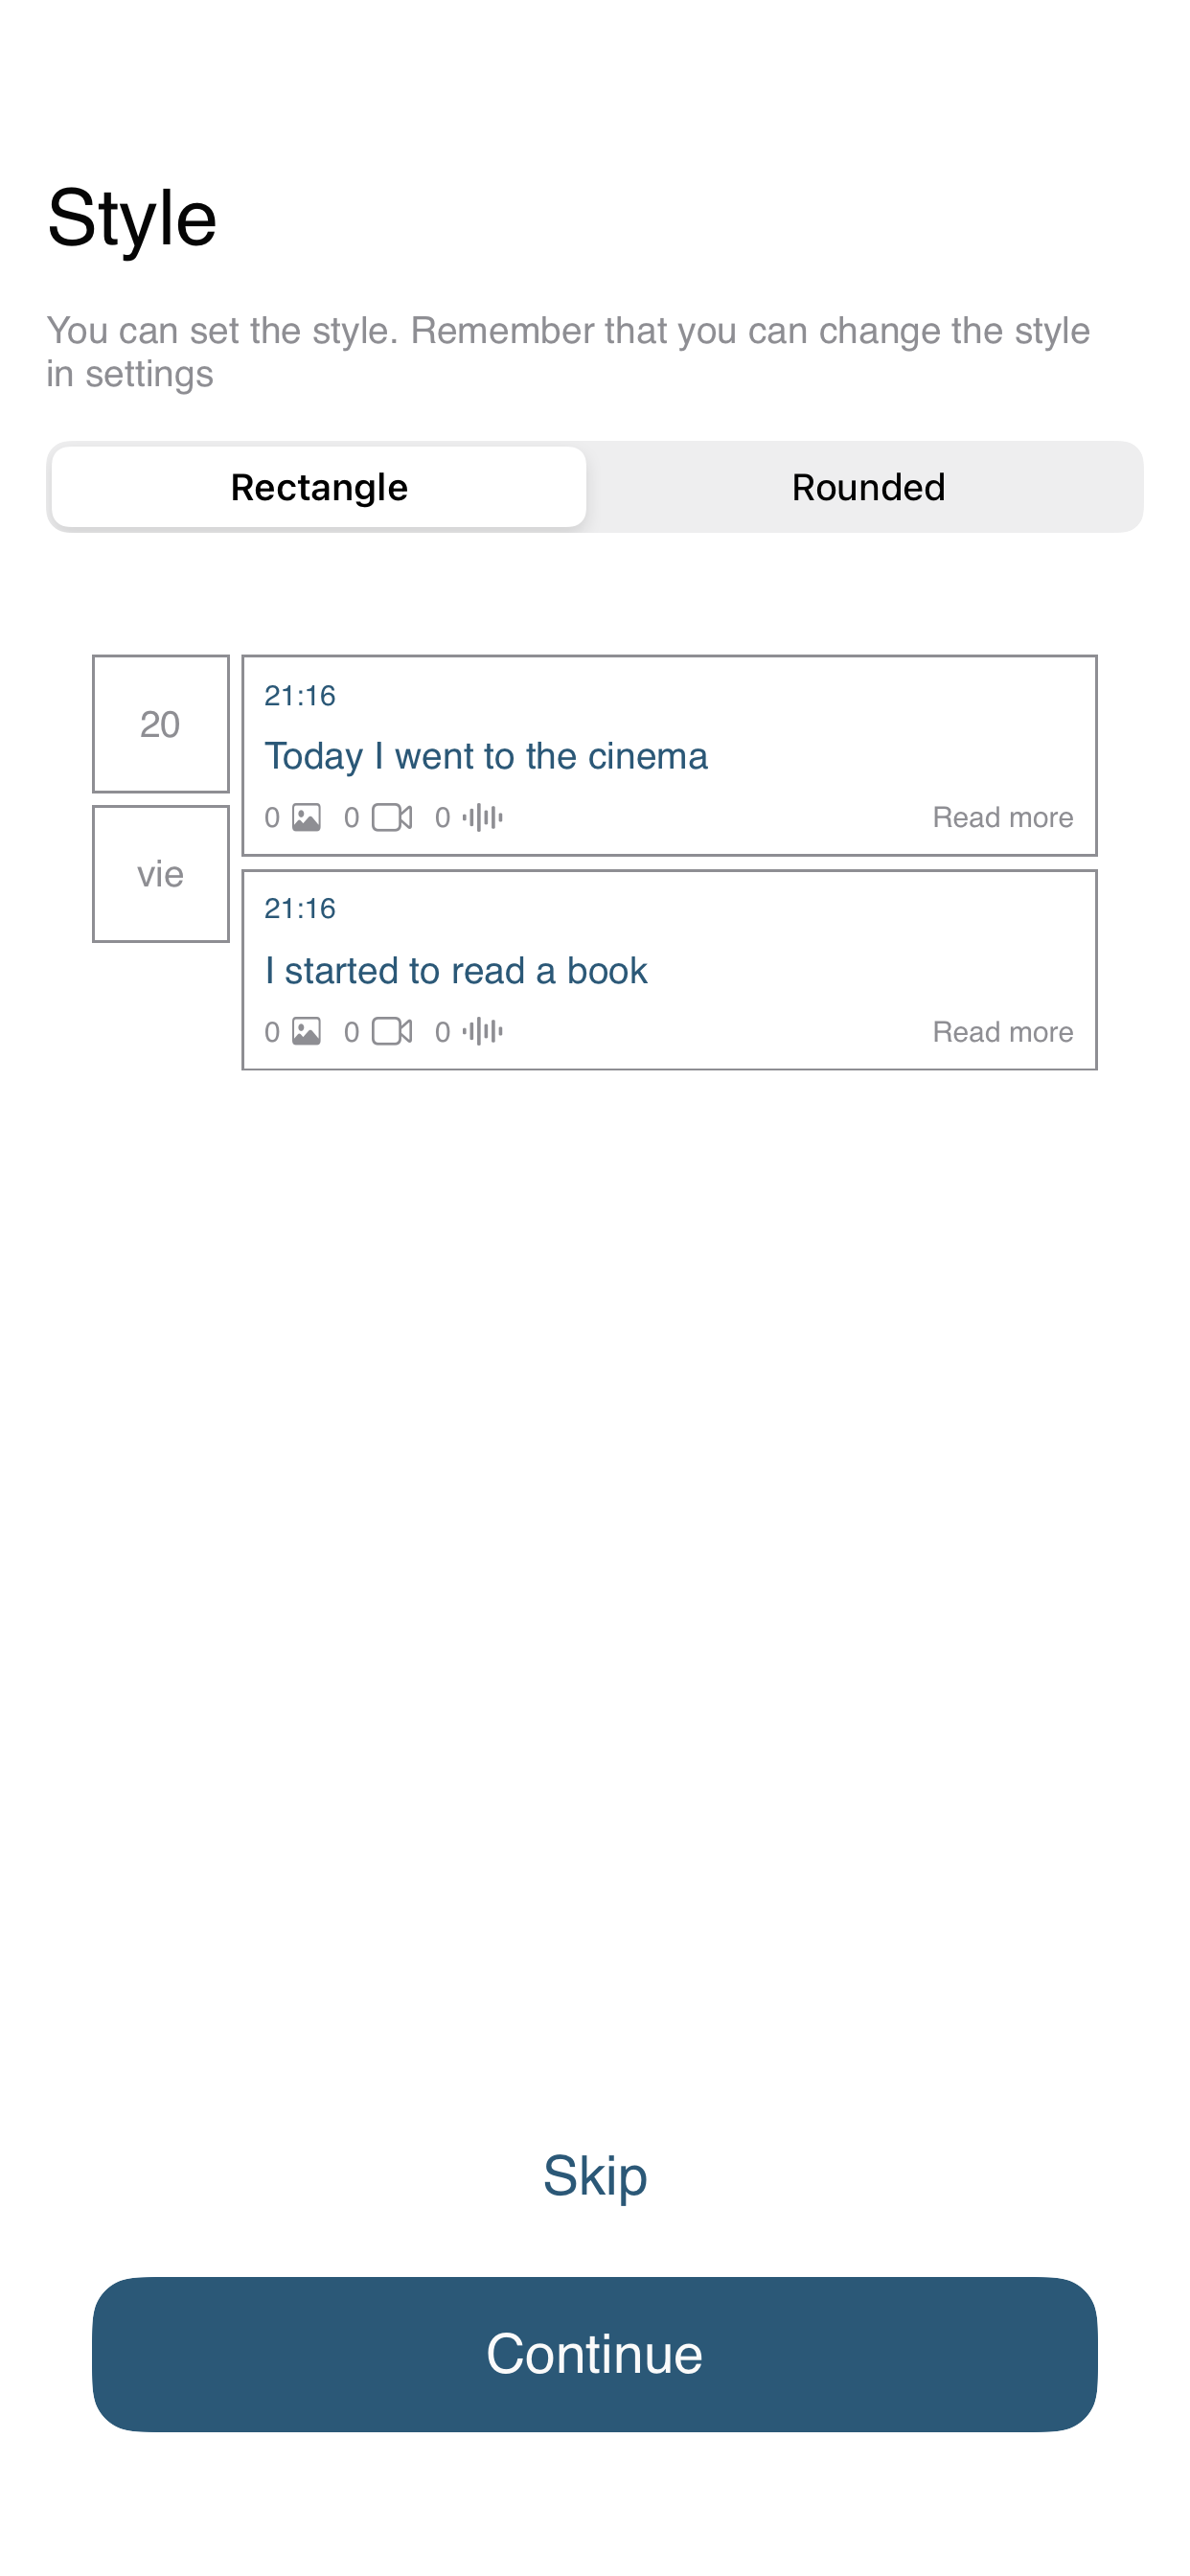 Style
You can set the style. Remember that you can change the style
in settings
Rectangle Rounded
20
vie
21:16
Today I went to the cinema
0 0 0 Read more
21:16
I started to read a book
0 0 0 Read more
Skip
Continue